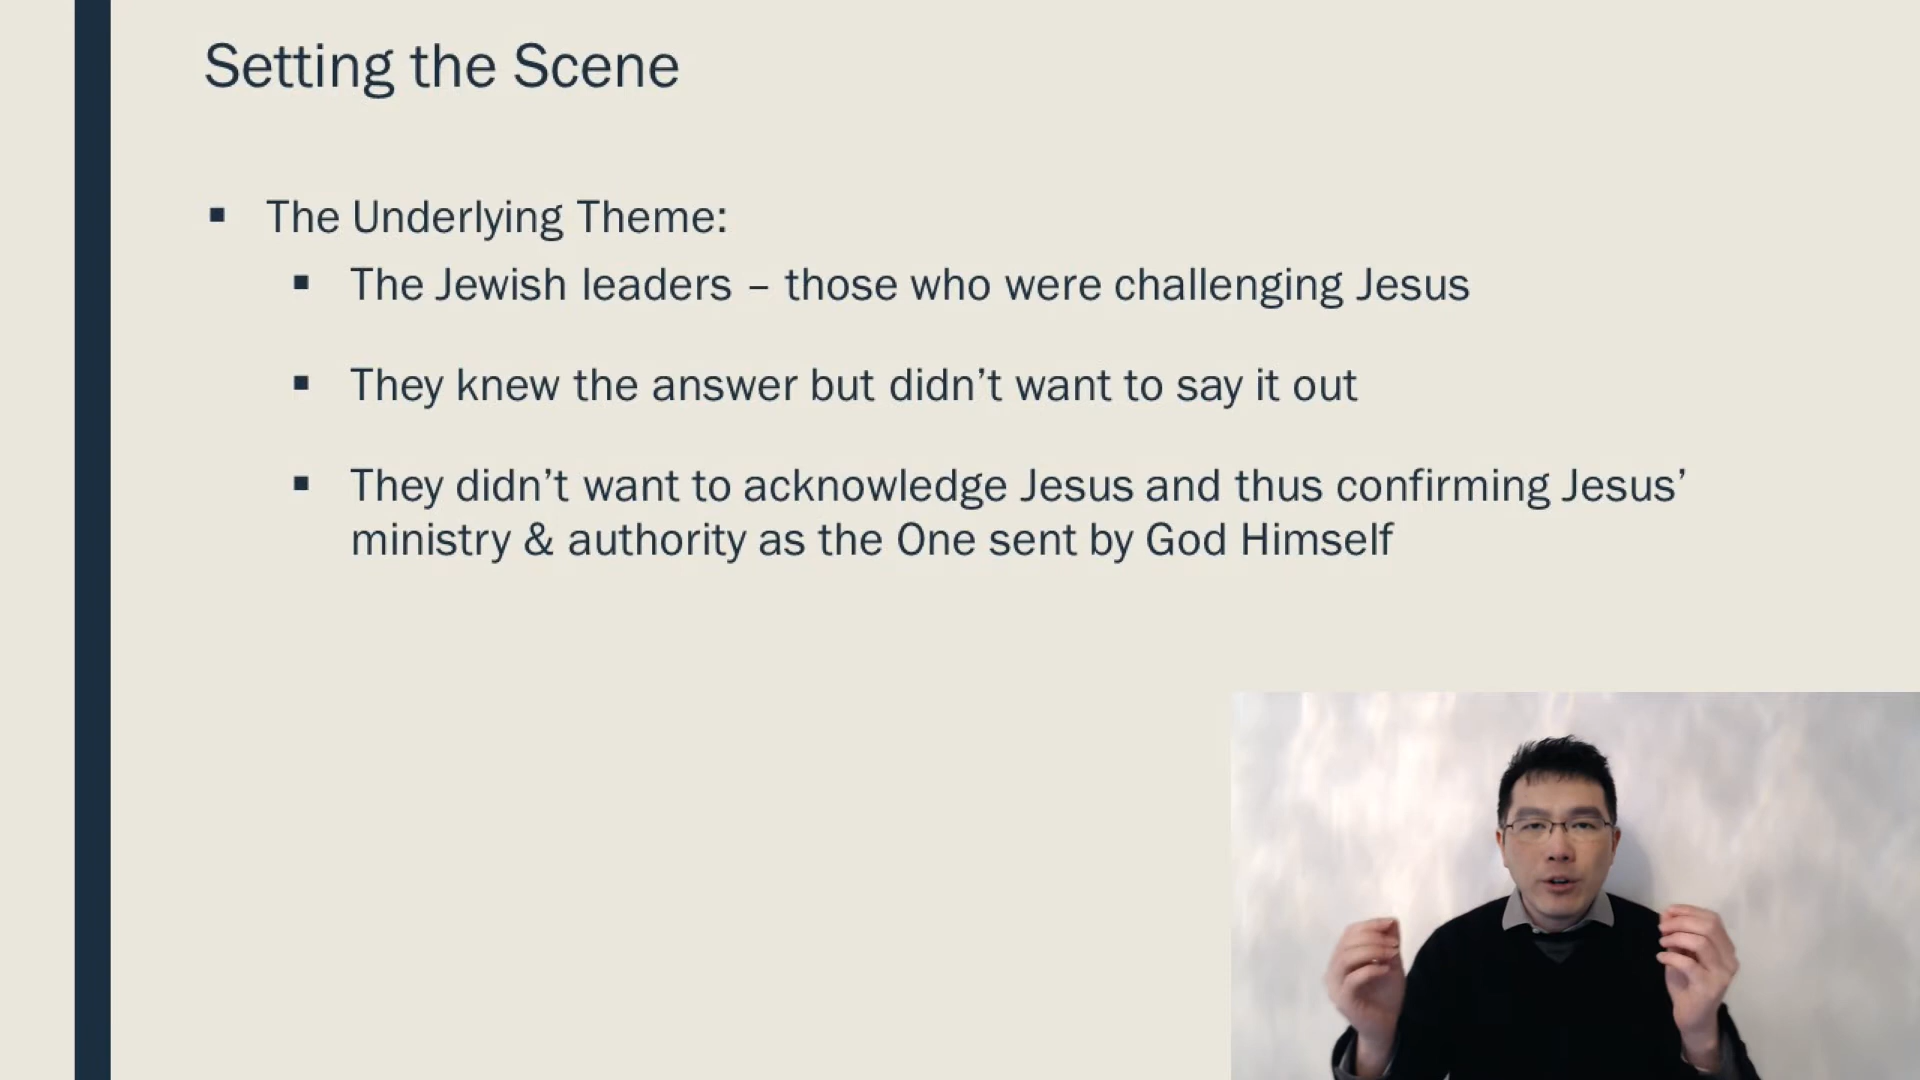 Setting the Scene
The Underlying Theme:
The Jewish leaders – those who were challenging Jesus
They knew the answer but didn’t want to say it out
They didn’t want to acknowledge Jesus and thus confirming Jesus’
ministry & authority as the One sent by God Himself